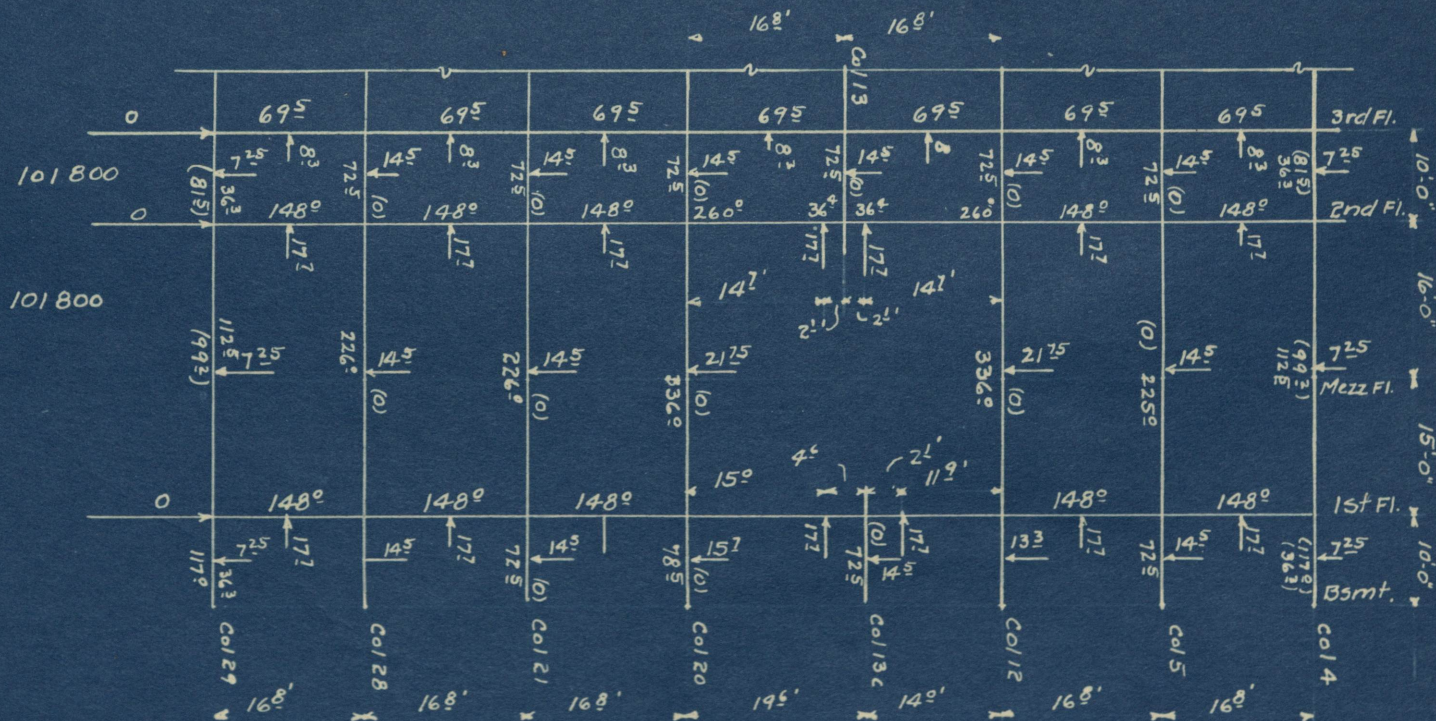 16⁸' 16⁸'
Col 13
0 69⁵ 69⁵ 69⁵ 69⁵ 69⁵ 69⁵ 69⁵ 3rd Fl.
8³ 8³ 8³ 8³ 8³
101800 7²⁵ 14⁵ 14⁵ 14⁵ 14⁵ 14⁵ 14⁵ 7²⁵ 10'-0"
(81⁵) 36³ 72⁵ (0) 72⁵ (0) 72⁵ (0) 72⁵ (0) 72⁵ (0) 72⁵ (0) (81⁵) 36³
0 148⁰ 148⁰ 148⁰ 260⁰ 36⁴ 36⁴ 260⁰ 148⁰ 148⁰ 2nd Fl.
17⁷ 17⁷ 17⁷ 17⁷ 17⁷ 17⁷ 17⁷
101800 14⁷' 14⁷' 16'-0"
2¹' 2¹'
(99²) 112⁵ 7²⁵ 226⁰ 14⁵ (0) 226⁰ 14⁵ (0) 336⁰ 21⁷⁵ (0) 336⁰ 21⁷⁵ (0) (0) 225⁰ 14⁵ (99²) 112⁵ 7²⁵
Mezz Fl.
15⁰ 4⁶ 2¹' 11⁹' 15'-0"
0 148⁰ 148⁰ 148⁰ 148⁰ 148⁰ 1st Fl.
17⁷ 17⁷ 17⁷ 17⁷ 17⁷ 17⁷
117⁰ 36³ 7²⁵ 14⁵ 72⁵ 14⁵ (0) 78⁵ 15⁷ (0) (0) 72⁵ 14⁵ 13³ 72⁵ 14⁵ (117⁰) (36³) 7²⁵ 10'-0"
Bsmt.
Col 29 Col 28 Col 21 Col 20 Col 13c Col 12 Col 5 Col 4
16⁸' 16⁸' 16⁸' 19⁶' 14⁰' 16⁸' 16⁸'